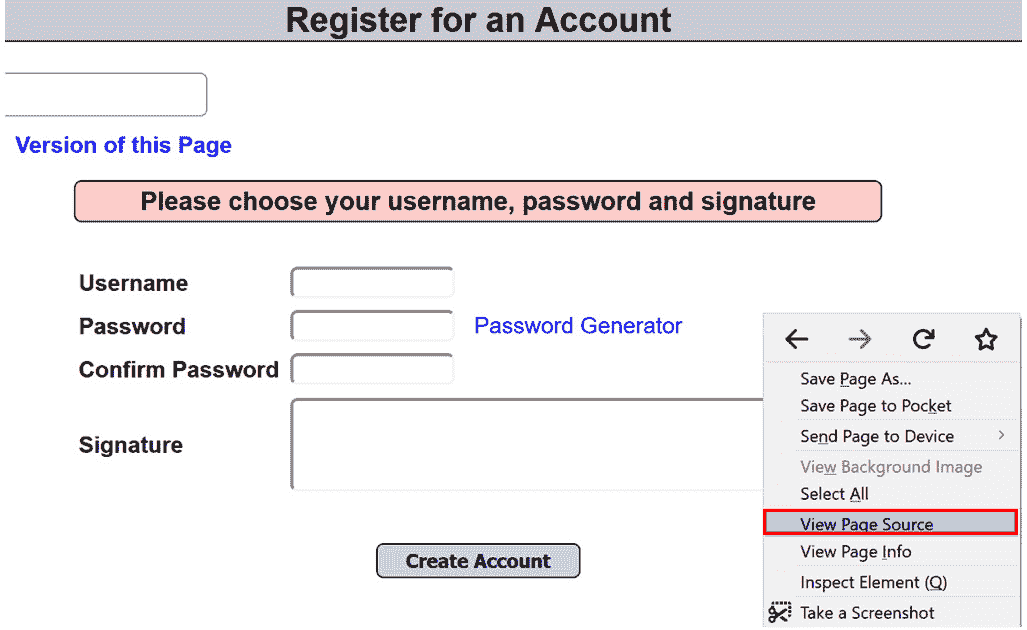 Register for an Account
Version of this Page
Please choose your username, password and signature
Username
Password
Password Generator
Confirm Password
Signature
Create Account
Save Page As...
Save Page to Pocket
Send Page to Device
View Background Image
Select All
View Page Source
View Page Info
Inspect Element (Q)
Take a Screenshot